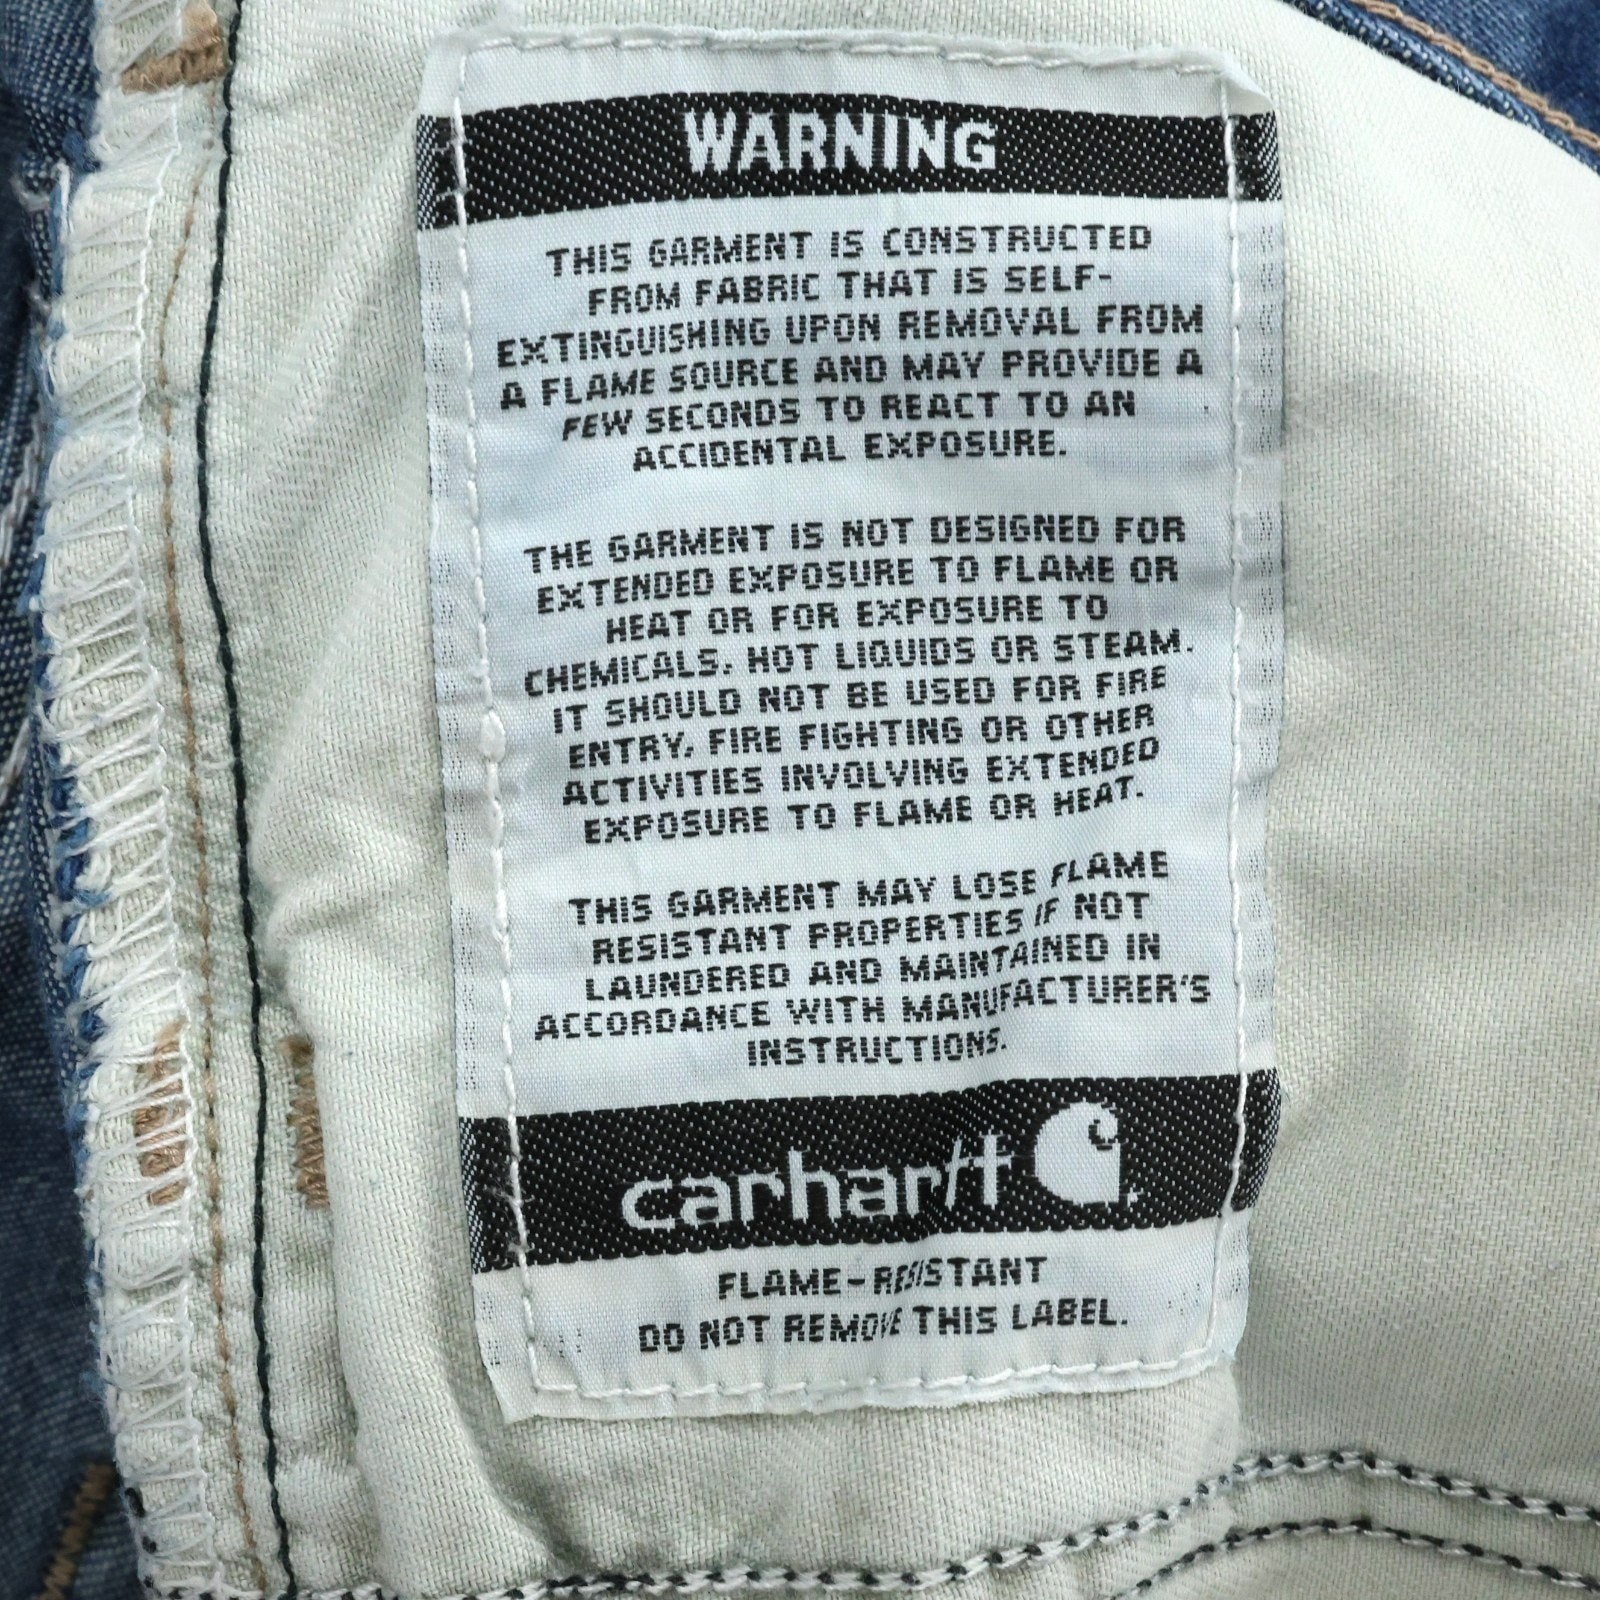 WARNING
THIS GARMENT IS CONSTRUCTED
FROM FABRIC THAT IS SELF-
EXTINGUISHING UPON REMOVAL FROM
A FLAME SOURCE AND MAY PROVIDE A
FEW SECONDS TO REACT TO AN
ACCIDENTAL EXPOSURE.
THE GARMENT IS NOT DESIGNED FOR
EXTENDED EXPOSURE TO FLAME OR
HEAT OR FOR EXPOSURE TO
CHEMICALS, HOT LIQUIDS OR STEAM.
IT SHOULD NOT BE USED FOR FIRE
ENTRY, FIRE FIGHTING OR OTHER
ACTIVITIES INVOLVING EXTENDED
EXPOSURE TO FLAME OR HEAT.
THIS GARMENT MAY LOSE FLAME
RESISTANT PROPERTIES IF NOT
LAUNDERED AND MAINTAINED IN
ACCORDANCE WITH MANUFACTURER'S
INSTRUCTIONS.
carhartt
FLAME-RESISTANT
DO NOT REMOVE THIS LABEL.